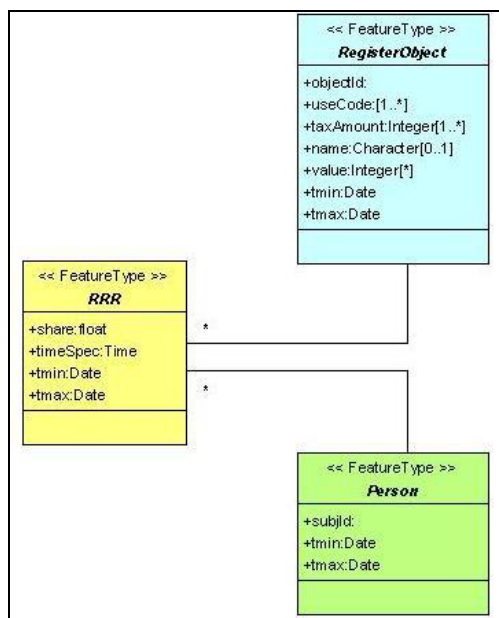 << FeatureType >>
RegisterObject
+objectId:
+useCode:[1..*]
+taxAmount:Integer[1..*]
+name:Character[0..1]
+value:Integer[*]
+tmin:Date
+tmax:Date
<< FeatureType >>
RRR
+share:float
+timeSpec:Time
+tmin:Date
+tmax:Date
*
*
<< FeatureType >>
Person
+subjId:
+tmin:Date
+tmax:Date